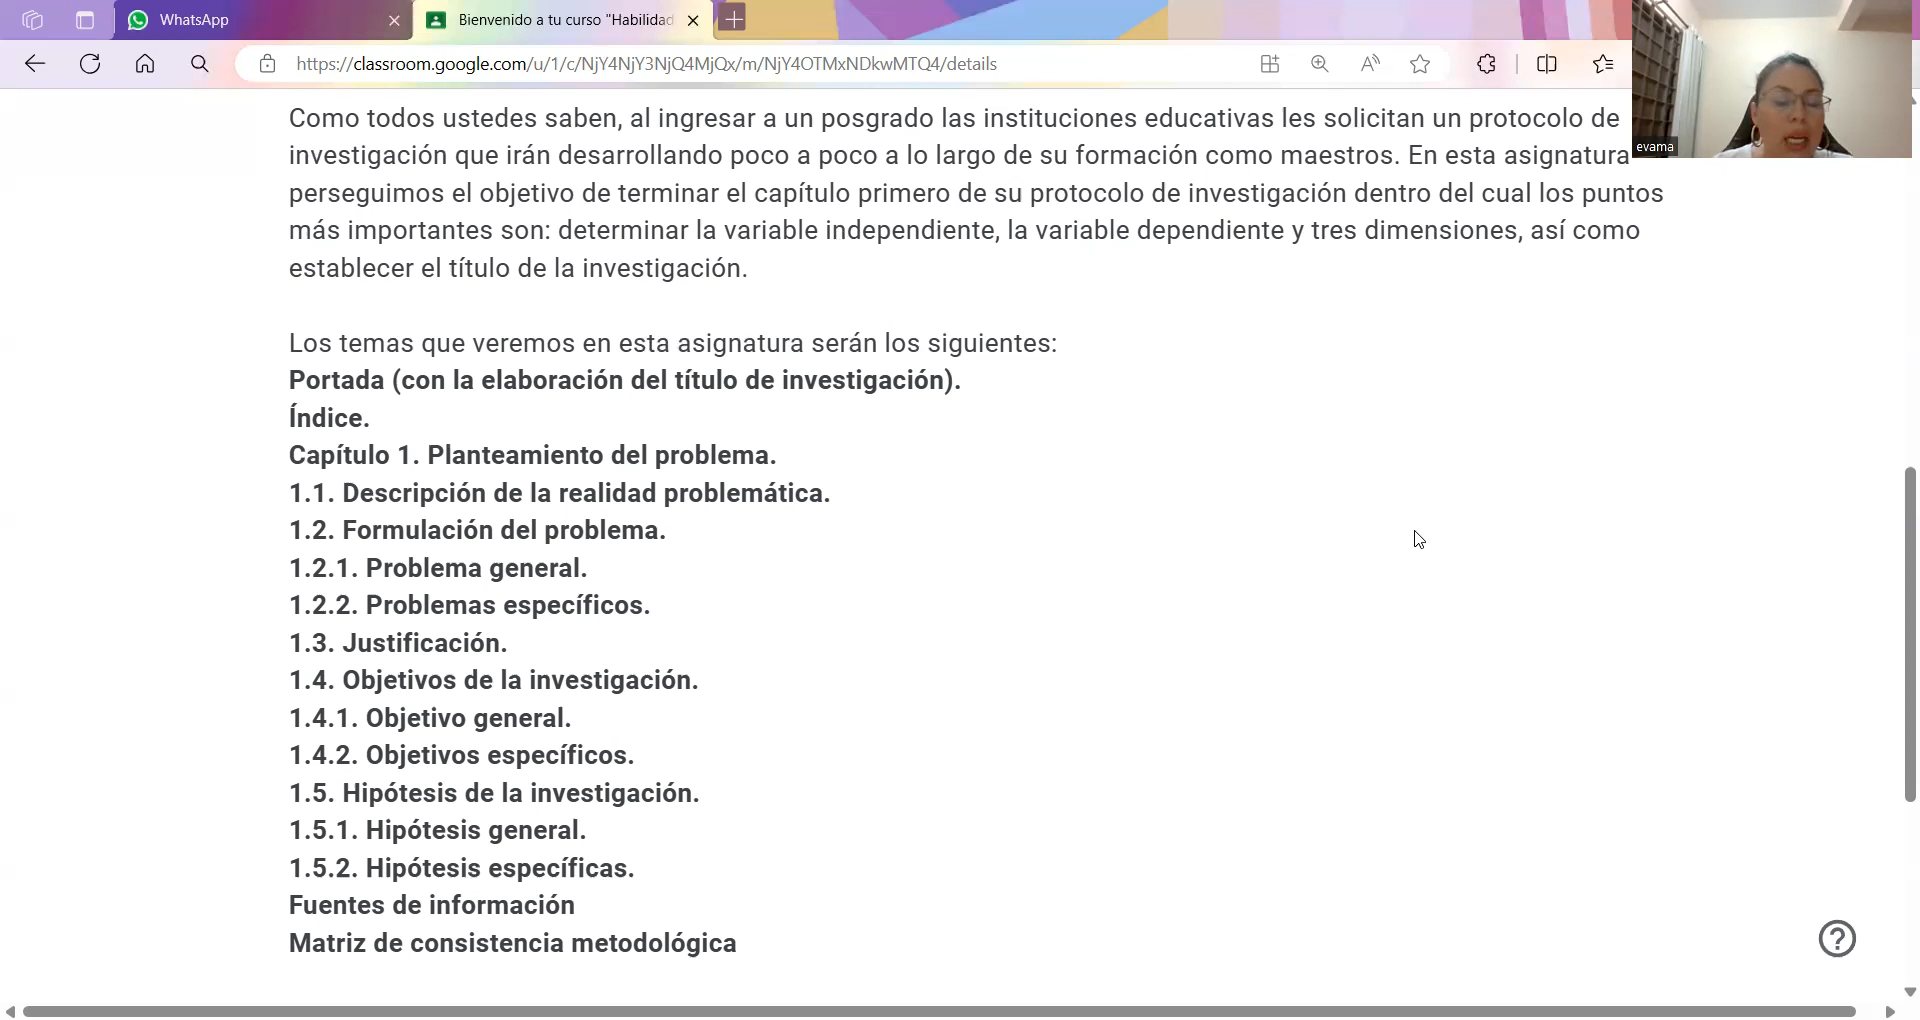 WhatsApp
Bienvenido a tu curso "Habilidad
https://classroom.google.com/u/1/c/NjY4NjY3NjQ4MjQx/m/NjY4OTMxNDkwMTQ4/details
evama
Como todos ustedes saben, al ingresar a un posgrado las instituciones educativas les solicitan un protocolo de
investigación que irán desarrollando poco a poco a lo largo de su formación como maestros. En esta asignatura
perseguimos el objetivo de terminar el capítulo primero de su protocolo de investigación dentro del cual los puntos
más importantes son: determinar la variable independiente, la variable dependiente y tres dimensiones, así como
establecer el título de la investigación.
Los temas que veremos en esta asignatura serán los siguientes:
Portada (con la elaboración del título de investigación).
Índice.
Capítulo 1. Planteamiento del problema.
1.1. Descripción de la realidad problemática.
1.2. Formulación del problema.
1.2.1. Problema general.
1.2.2. Problemas específicos.
1.3. Justificación.
1.4. Objetivos de la investigación.
1.4.1. Objetivo general.
1.4.2. Objetivos específicos.
1.5. Hipótesis de la investigación.
1.5.1. Hipótesis general.
1.5.2. Hipótesis específicas.
Fuentes de información
Matriz de consistencia metodológica